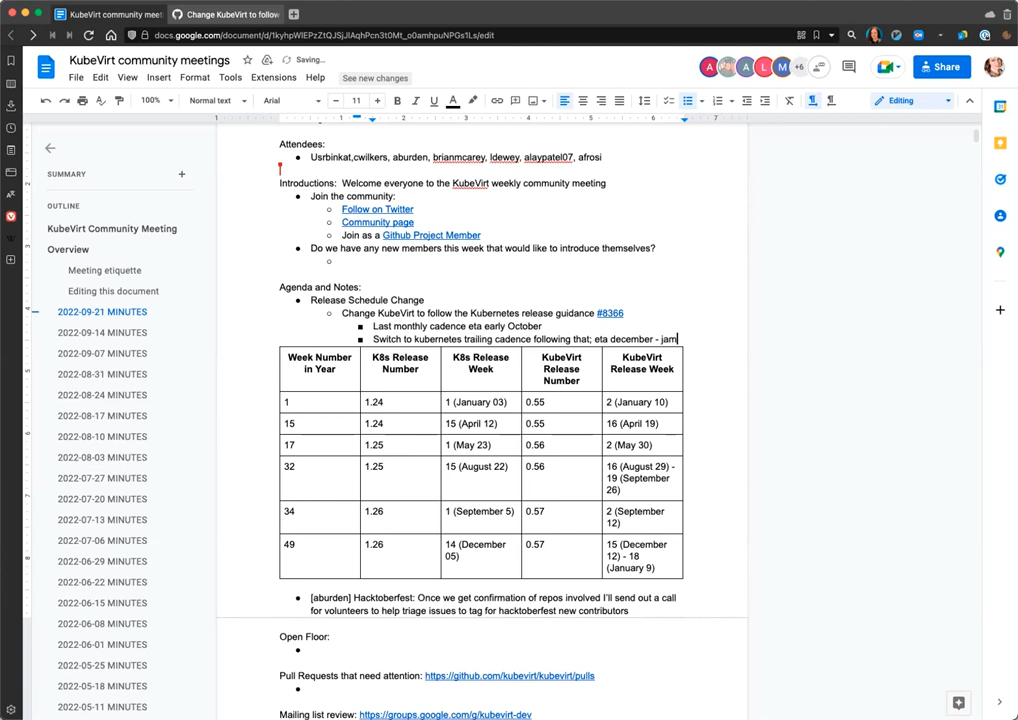 KubeVirt community meet
Change KubeVirt to follow
docs.google.com/document/d/1kyhpWIEPzZtQJSjJIAqhPcn3t0Mt_o0amhpuNPGs1Ls/edit
KubeVirt community meetings
Saving...
File Edit View Insert Format Tools Extensions Help
See new changes
A A L M +6
Share
100% Normal text Arial 11 B I U A
Editing
1 1 2 3 4 5 6 7
SUMMARY
OUTLINE
KubeVirt Community Meeting
Overview
Meeting etiquette
Editing this document
2022-09-21 MINUTES
2022-09-14 MINUTES
2022-09-07 MINUTES
2022-08-31 MINUTES
2022-08-24 MINUTES
2022-08-17 MINUTES
2022-08-10 MINUTES
2022-08-03 MINUTES
2022-07-27 MINUTES
2022-07-20 MINUTES
2022-07-13 MINUTES
2022-07-06 MINUTES
2022-06-29 MINUTES
2022-06-22 MINUTES
2022-06-15 MINUTES
2022-06-08 MINUTES
2022-06-01 MINUTES
2022-05-25 MINUTES
2022-05-18 MINUTES
2022-05-11 MINUTES
Attendees:
Usrbinkat,cwilkers, aburden, brianmcarey, ldewey, alaypatel07, afrosi
Introductions: Welcome everyone to the KubeVirt weekly community meeting
Join the community:
Follow on Twitter
Community page
Join as a Github Project Member
Do we have any new members this week that would like to introduce themselves?
Agenda and Notes:
Release Schedule Change
Change KubeVirt to follow the Kubernetes release guidance #8366
Last monthly cadence eta early October
Switch to kubernetes trailing cadence following that; eta december - jam
Week Number in Year K8s Release Number K8s Release Week KubeVirt Release Number KubeVirt Release Week
1 1.24 1 (January 03) 0.55 2 (January 10)
15 1.24 15 (April 12) 0.55 16 (April 19)
17 1.25 1 (May 23) 0.56 2 (May 30)
32 1.25 15 (August 22) 0.56 16 (August 29) - 19 (September 26)
34 1.26 1 (September 5) 0.57 2 (September 12)
49 1.26 14 (December 05) 0.57 15 (December 12) - 18 (January 9)
[aburden] Hacktoberfest: Once we get confirmation of repos involved I'll send out a call
for volunteers to help triage issues to tag for hacktoberfest new contributors
Open Floor:
Pull Requests that need attention: https://github.com/kubevirt/kubevirt/pulls
Mailing list review: https://groups.google.com/g/kubevirt-dev